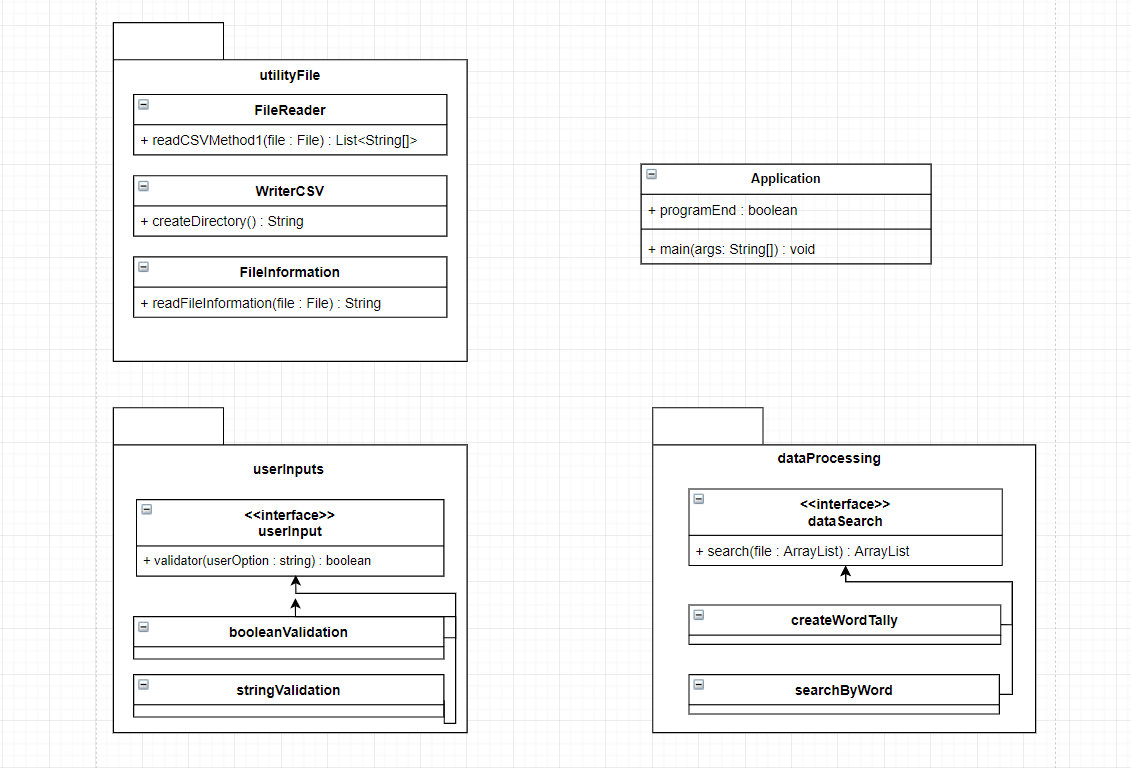 utilityFile
FileReader
+ readCSVMethod1(file : File) : List<String[]>
WriterCSV
+ createDirectory() : String
FileInformation
+ readFileInformation(file : File) : String
Application
+ programEnd : boolean
+ main(args: String[]) : void
userInputs
<<interface>>
userInput
+ validator(userOption : string) : boolean
booleanValidation
stringValidation
dataProcessing
<<interface>>
dataSearch
+ search(file : ArrayList) : ArrayList
createWordTally
searchByWord